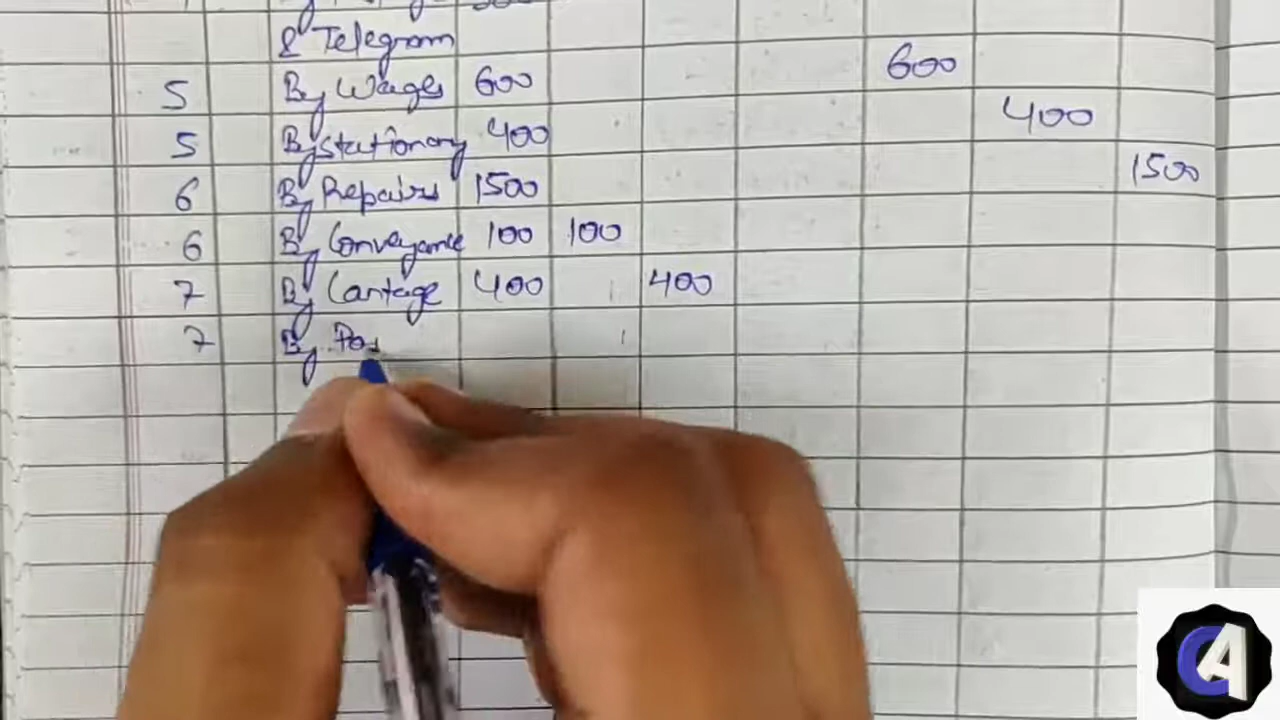 & Telegram
5 By Wages 600 600
5 By Stationary 400 400
6 By Repairs 1500 1500
6 By Conveyance 100 100
7 By Cartage 400 400
7 By Pos
CA